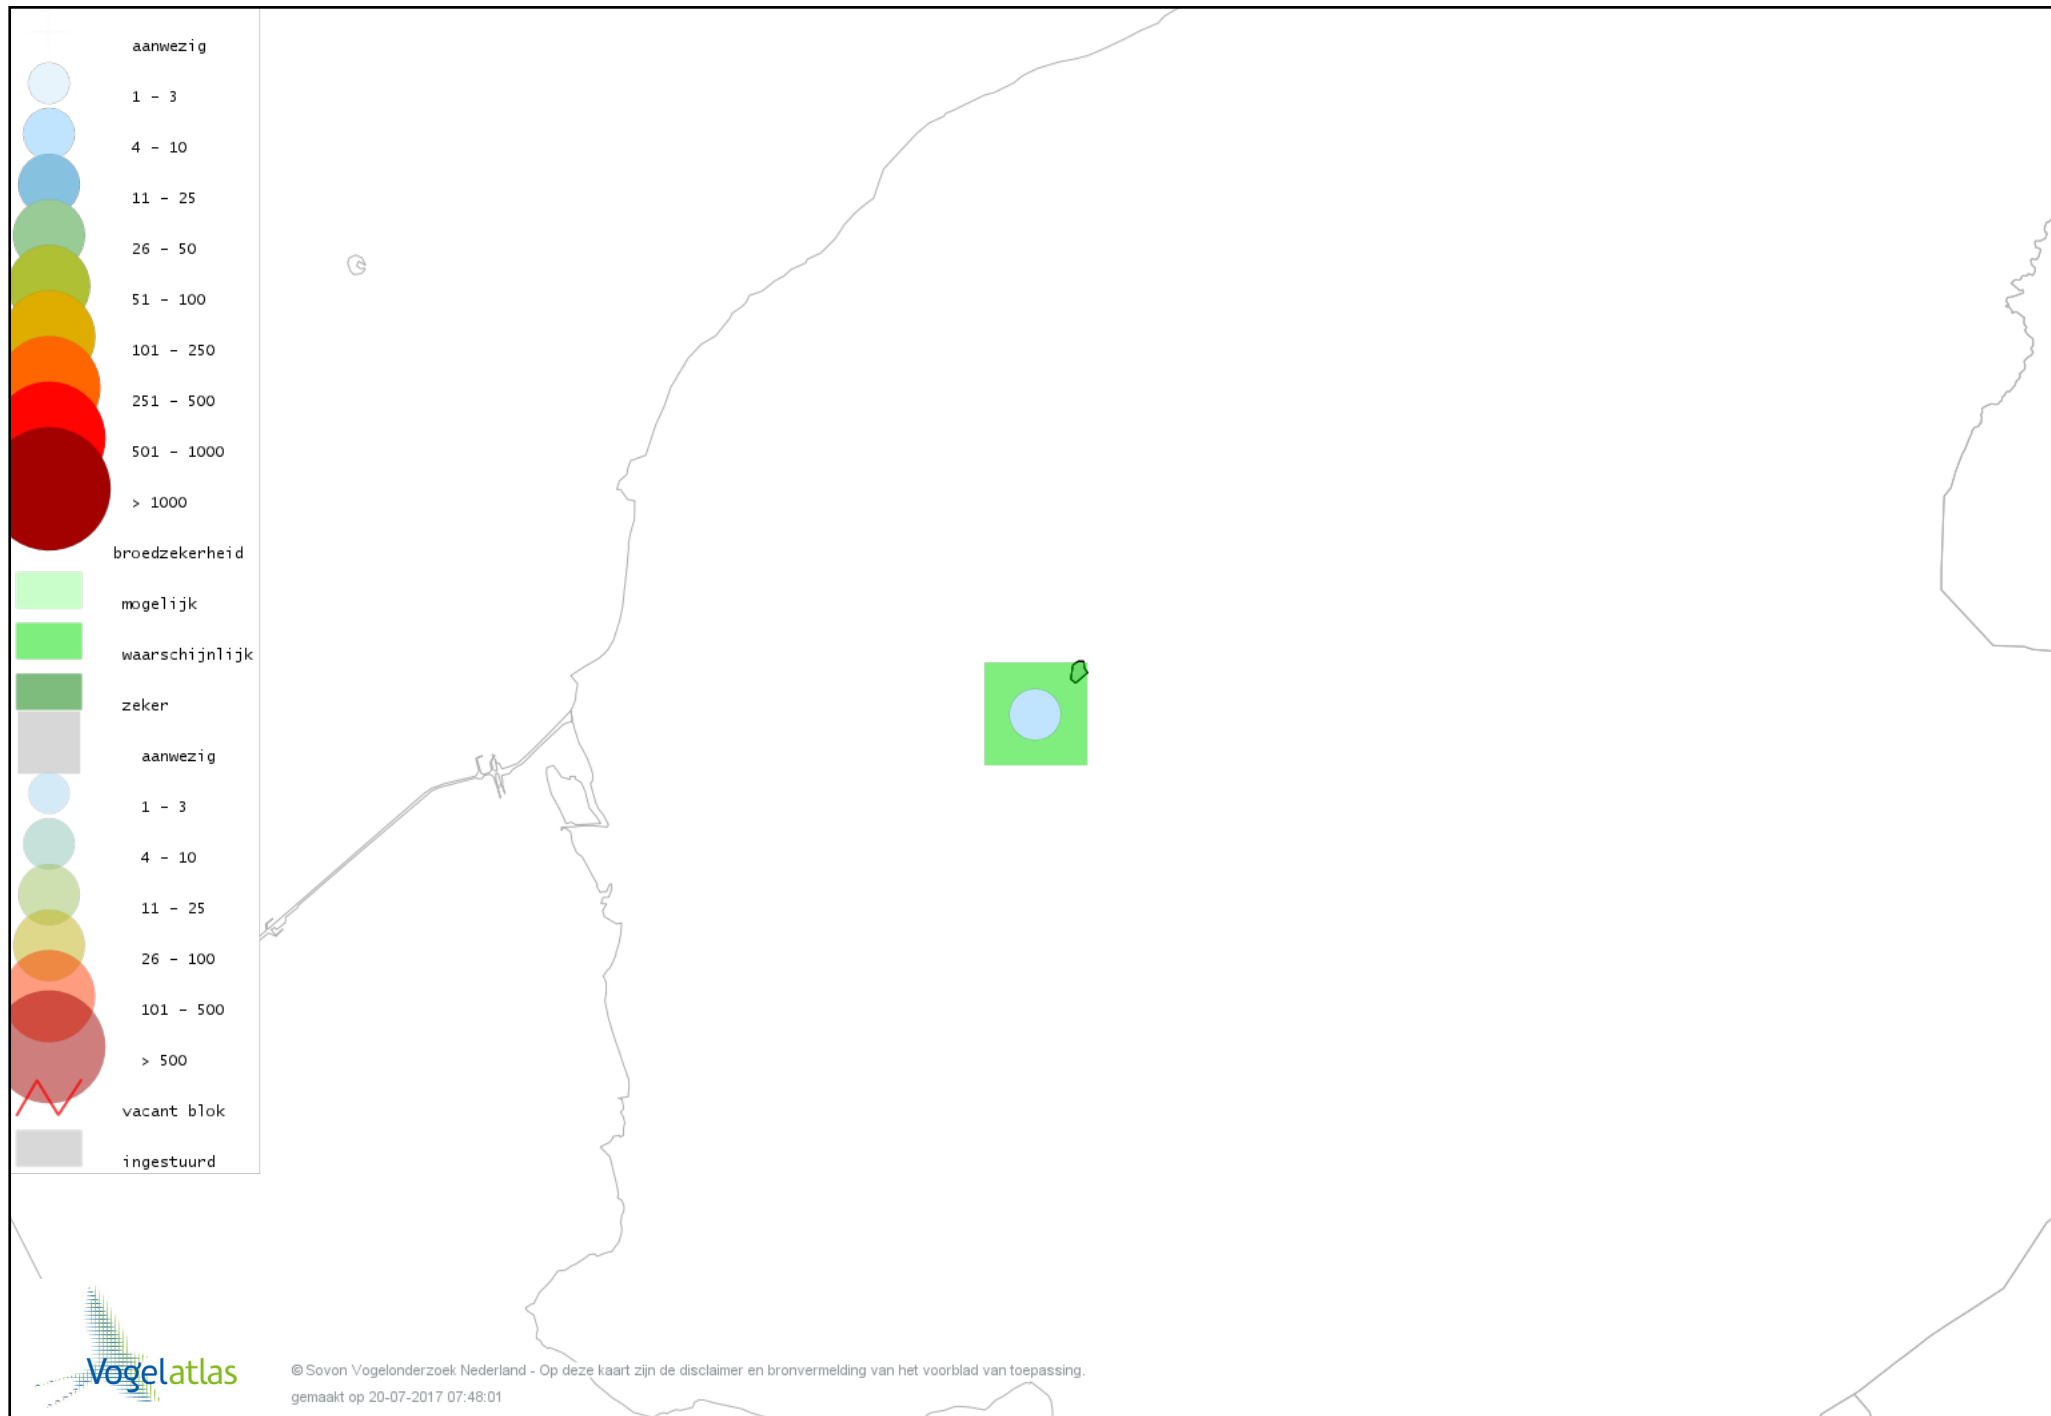 aanwezig
1 - 3
4 - 10
11 - 25
26 - 50
51 - 100
101 - 250
251 - 500
501 - 1000
> 1000
broedzekerheid
mogelijk
waarschijnlijk
zeker
aanwezig
1 - 3
4 - 10
11 - 25
26 - 100
101 - 500
> 500
vacant blok
ingestuurd
Vogelatlas
© Sovon Vogelonderzoek Nederland - Op deze kaart zijn de disclaimer en bronvermelding van het voorblad van toepassing.
gemaakt op 20-07-2017 07:48:01